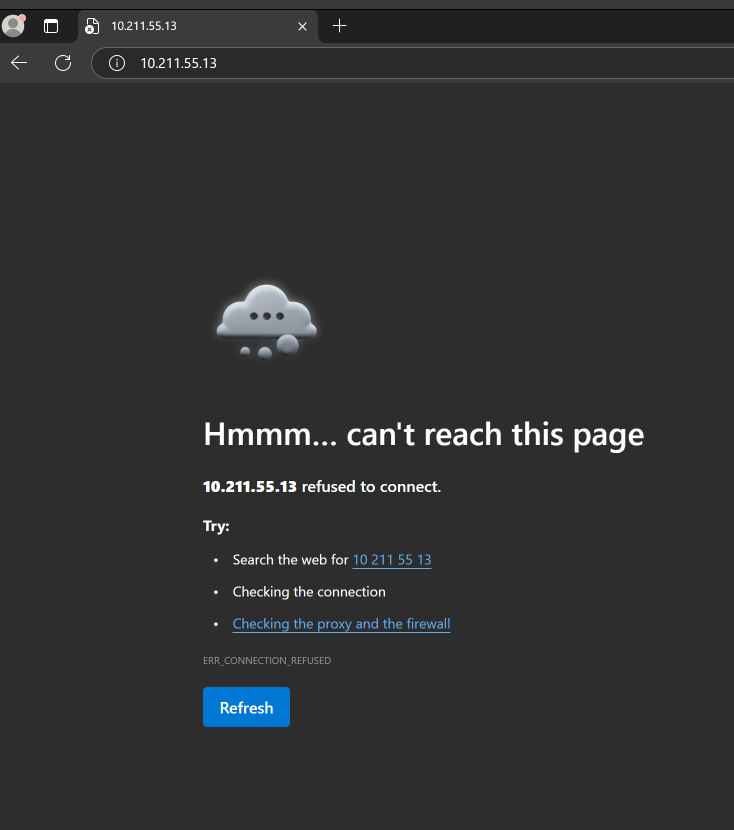 10.211.55.13
10.211.55.13
Hmmm... can't reach this page
10.211.55.13 refused to connect.
Try:
• Search the web for 10 211 55 13
• Checking the connection
• Checking the proxy and the firewall
ERR_CONNECTION_REFUSED
Refresh